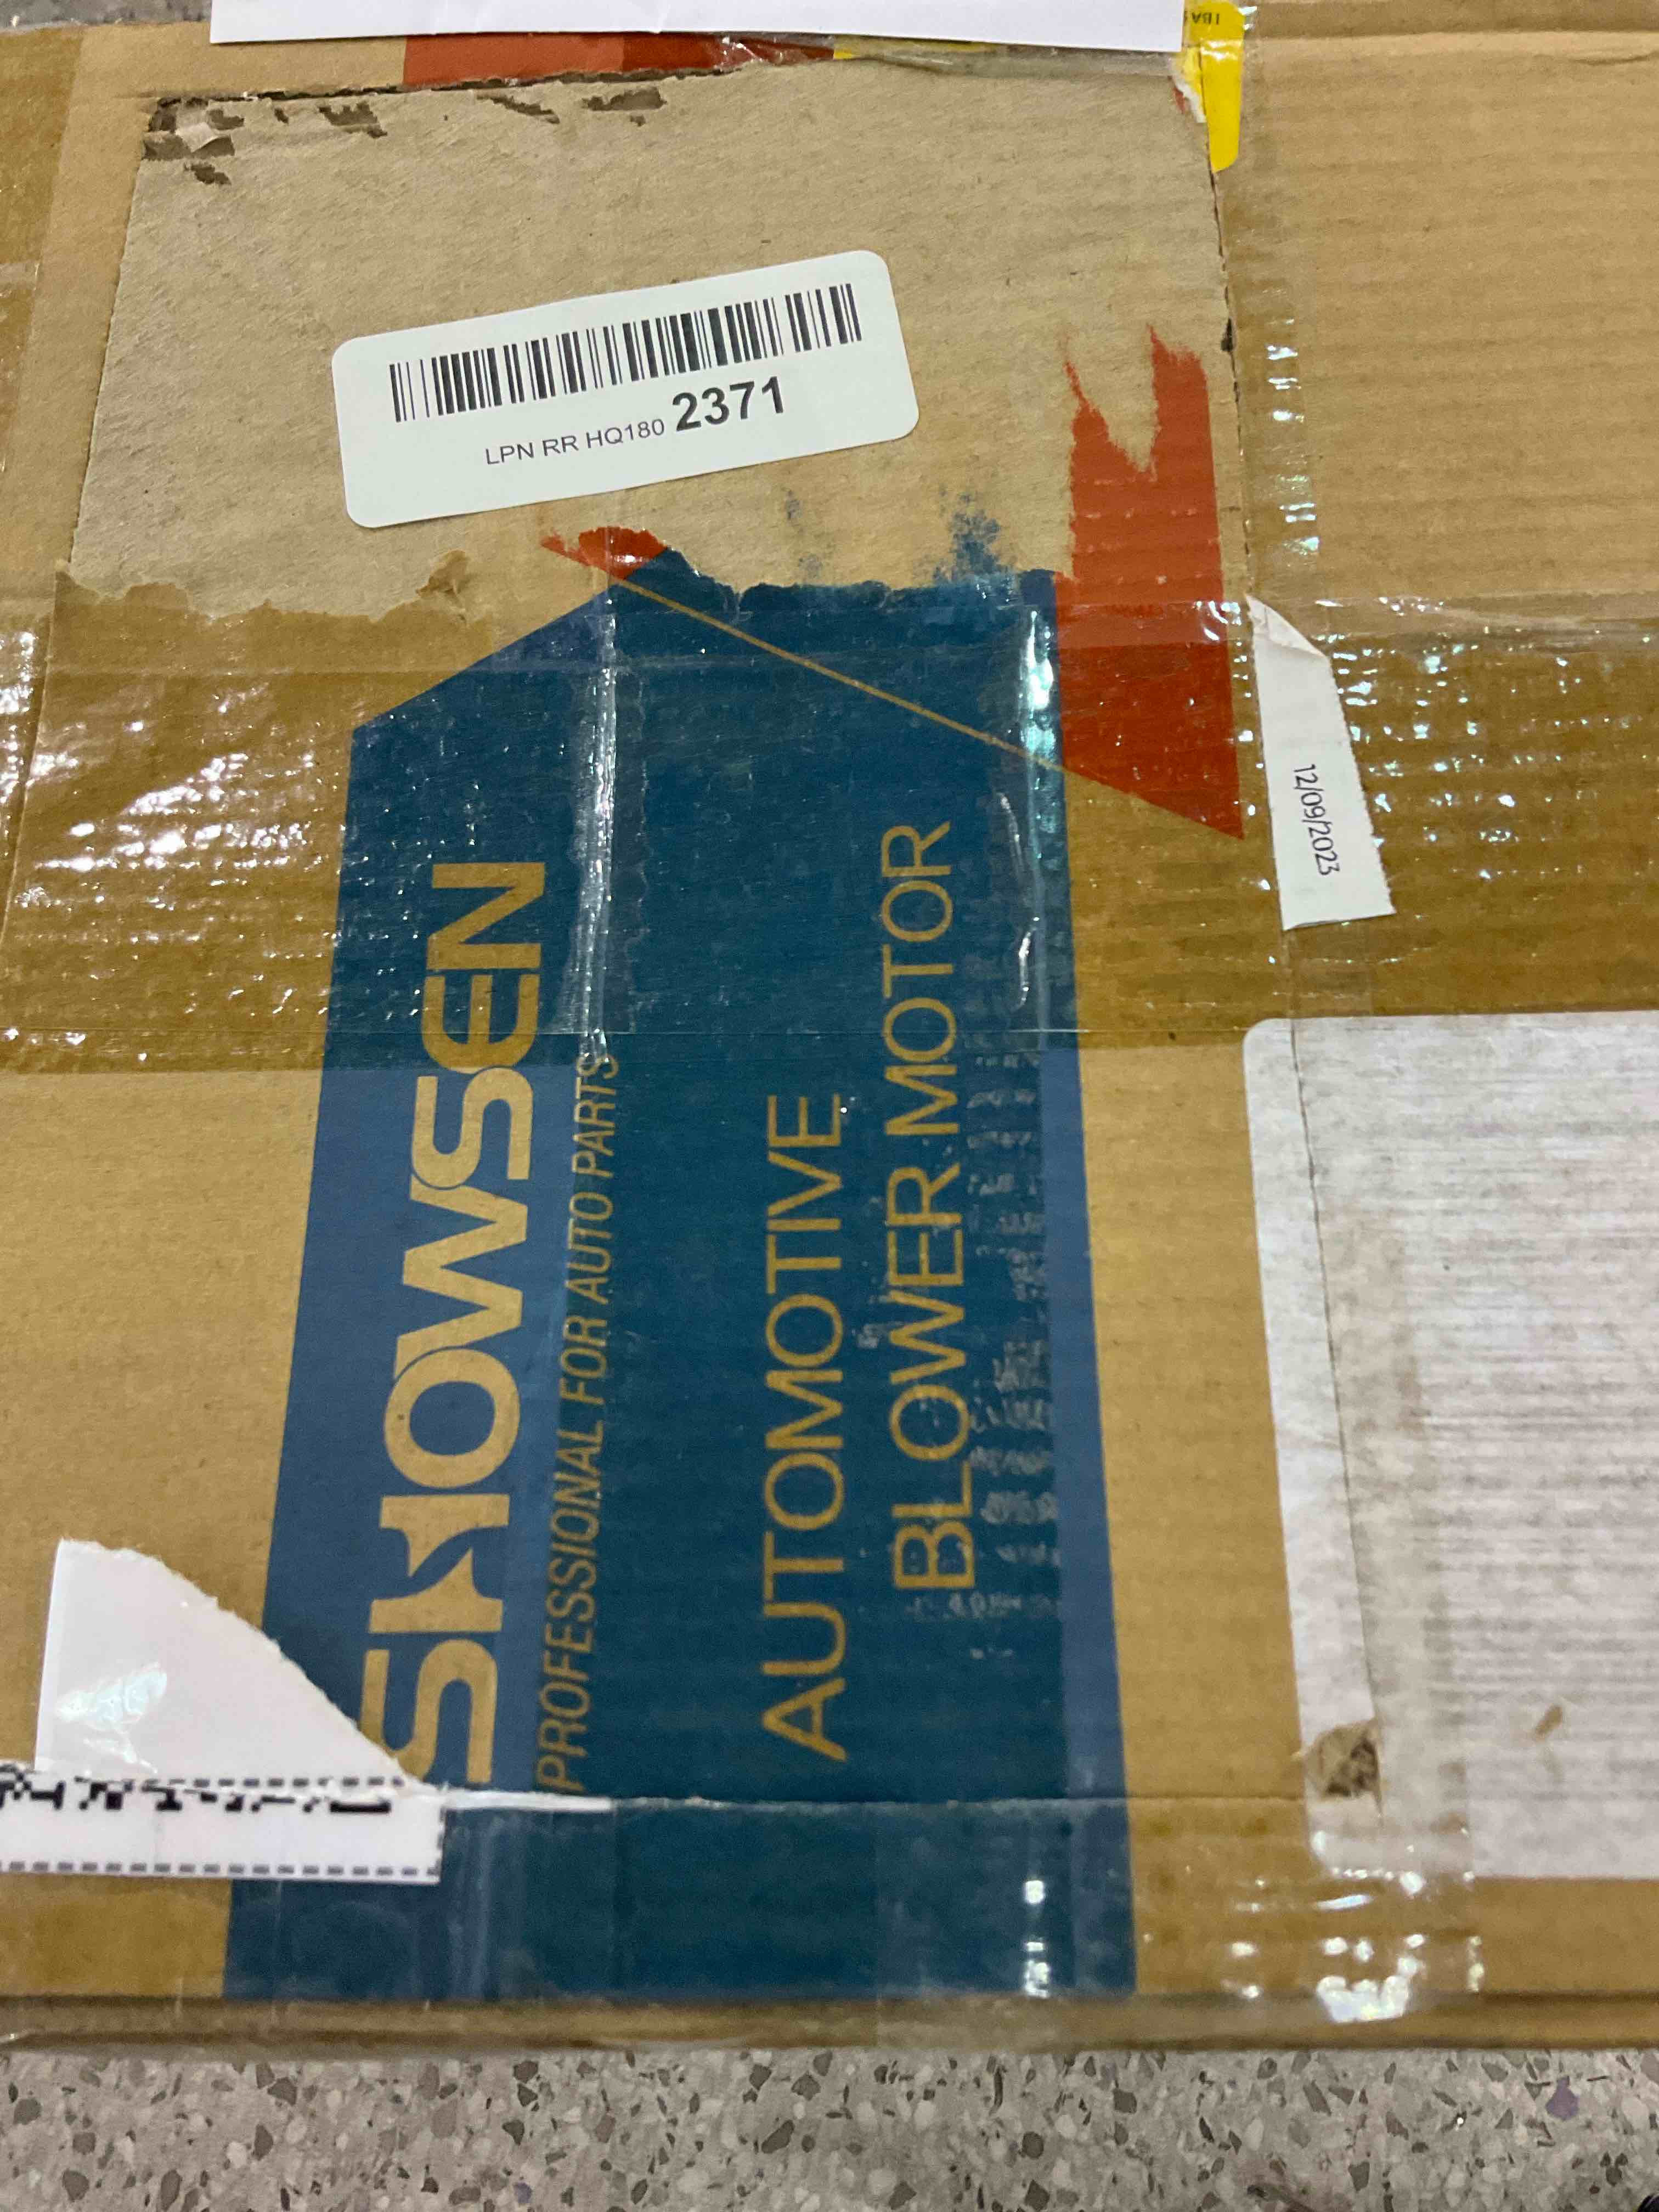 LPN RR HQ180 2371
12/09/2023
SHOWSEN
PROFESSIONAL FOR AUTO PARTS
AUTOMOTIVE
BLOWER MOTOR